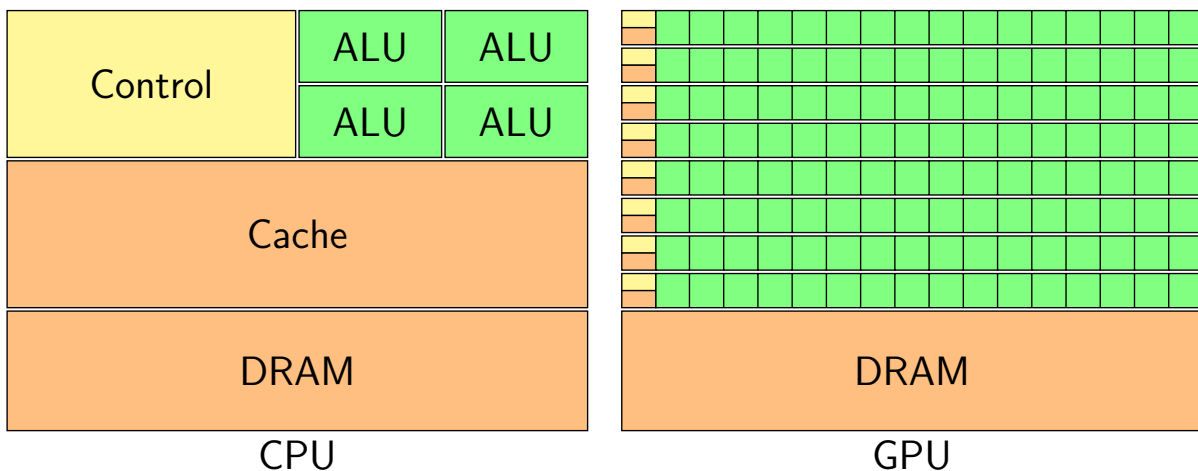 Control
ALU ALU
ALU ALU
Cache
DRAM
CPU
DRAM
GPU